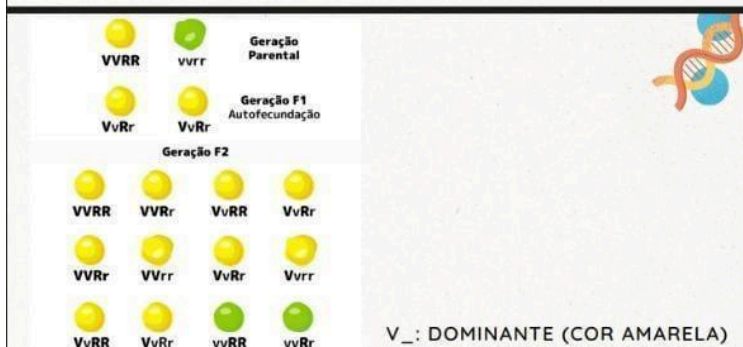 VVRR vvrr Geração
Parental
VvRr VvRr Geração F1
Autofecundação
Geração F2
VVRR VVRr VvRR VvRr
VVRr VVrr VvRr Vvrr
VvRR VvRr vvRR vvRr
V_: DOMINANTE (COR AMARELA)